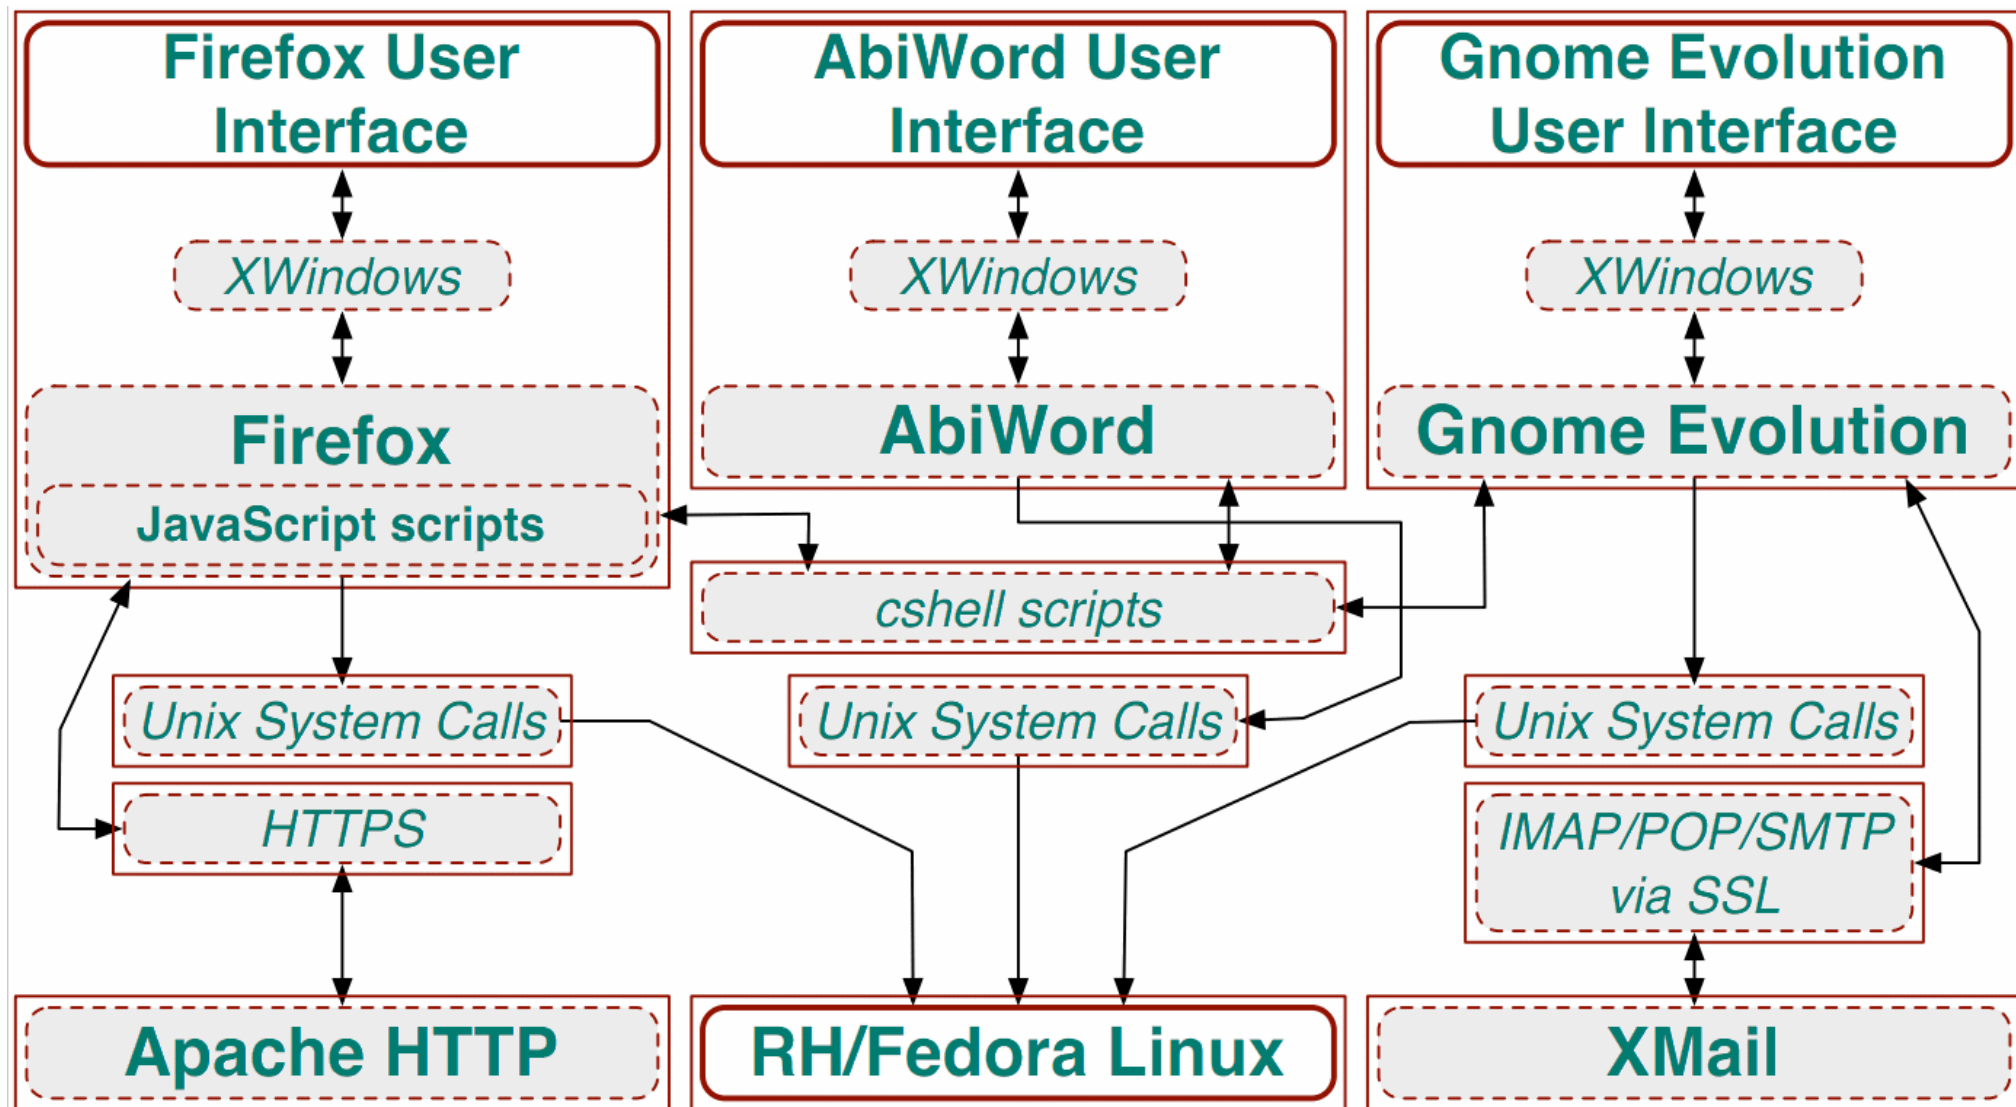 Firefox User
Interface
AbiWord User
Interface
Gnome Evolution
User Interface
XWindows
XWindows
XWindows
Firefox
JavaScript scripts
AbiWord
Gnome Evolution
cshell scripts
Unix System Calls
Unix System Calls
Unix System Calls
HTTPS
IMAP/POP/SMTP
via SSL
Apache HTTP
RH/Fedora Linux
XMail